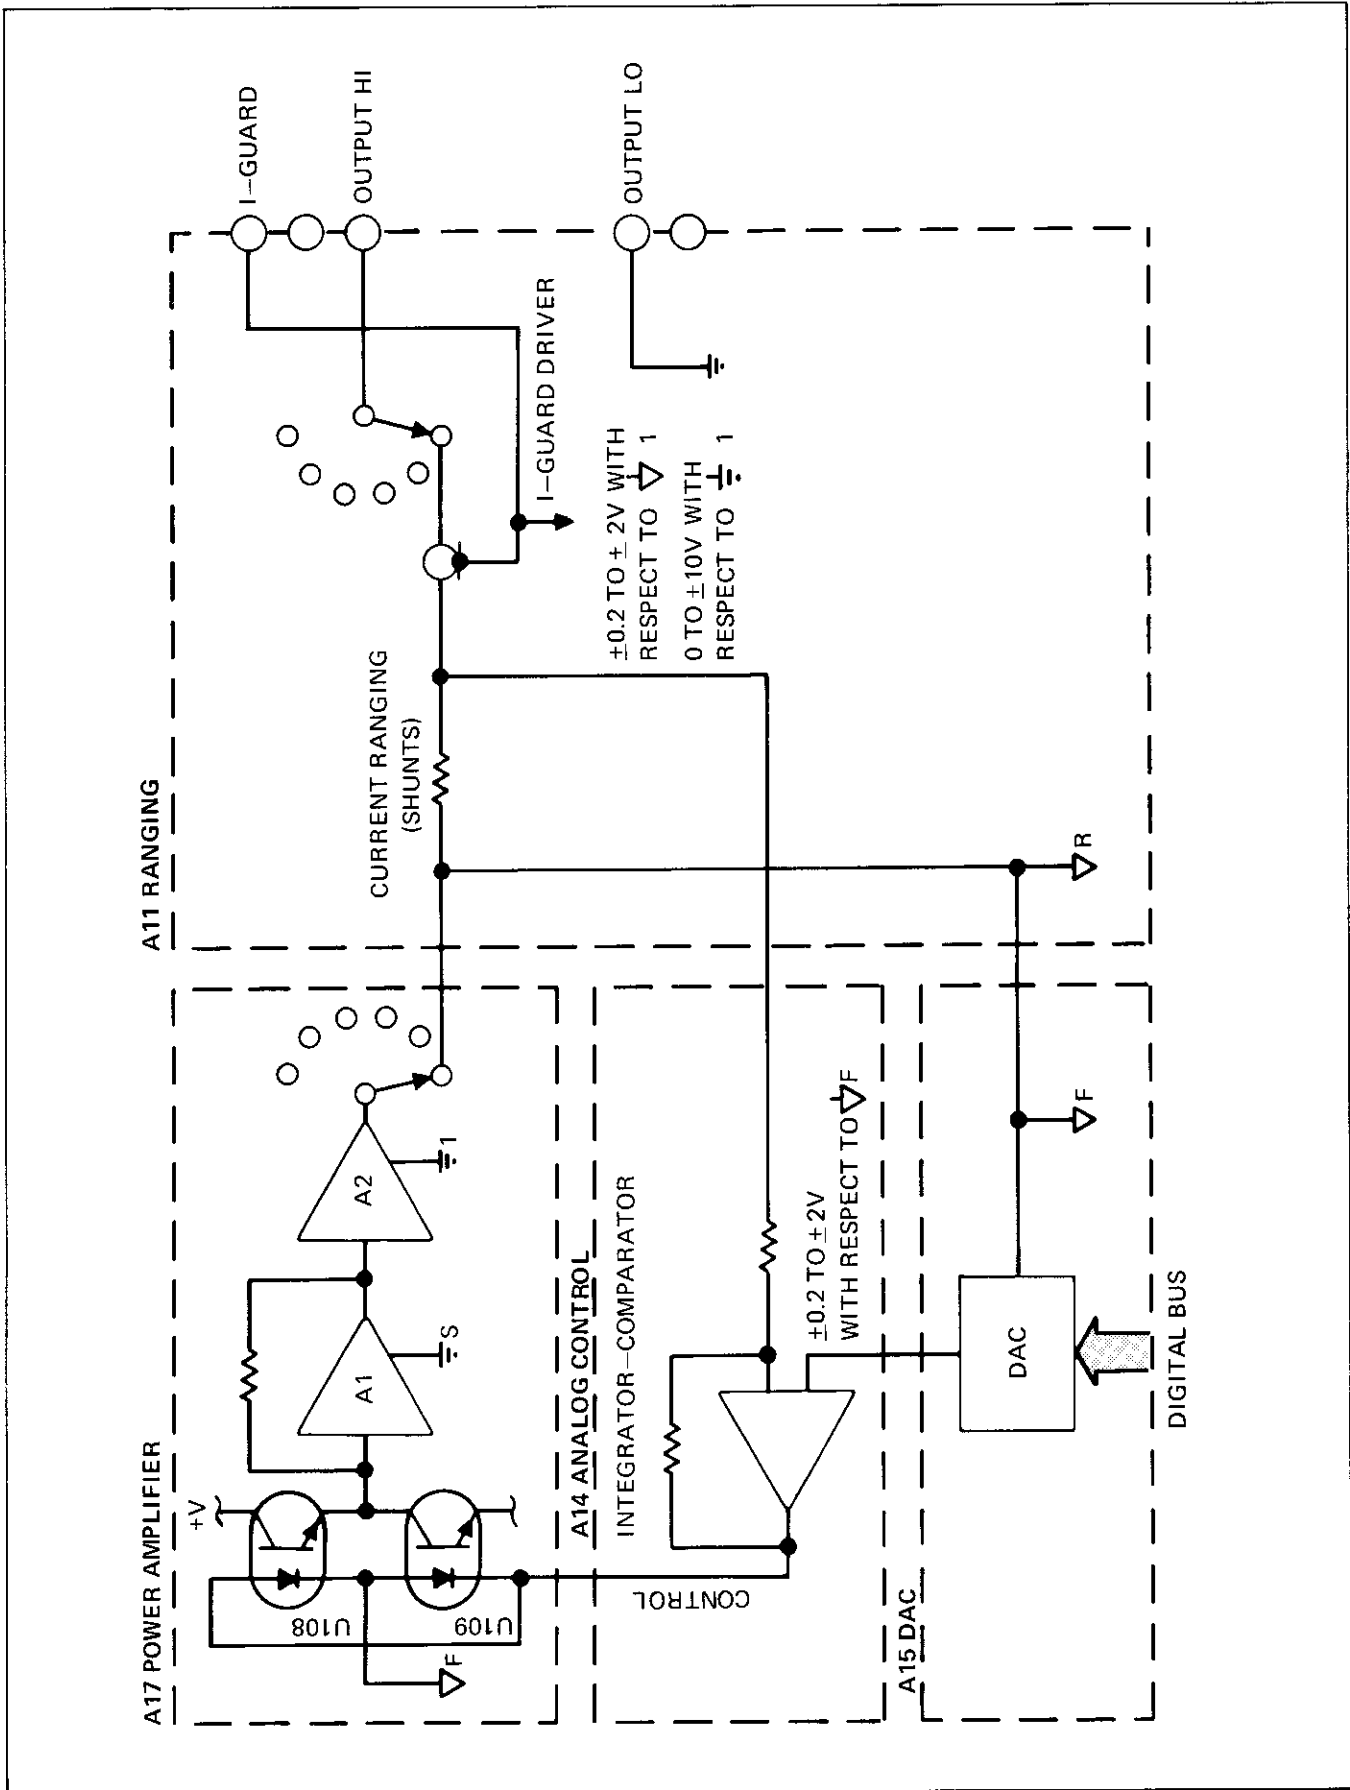 A17 POWER AMPLIFIER
+V
U108
U109
F
A1
S
A2
1
A14 ANALOG CONTROL
INTEGRATOR–COMPARATOR
CONTROL
±0.2 TO ±2V
WITH RESPECT TO F
A15 DAC
DAC
F
DIGITAL BUS
A11 RANGING
CURRENT RANGING
(SHUNTS)
R
±0.2 TO ± 2V WITH
RESPECT TO 1
0 TO ±10V WITH
RESPECT TO 1
I–GUARD DRIVER
I–GUARD
OUTPUT HI
OUTPUT LO